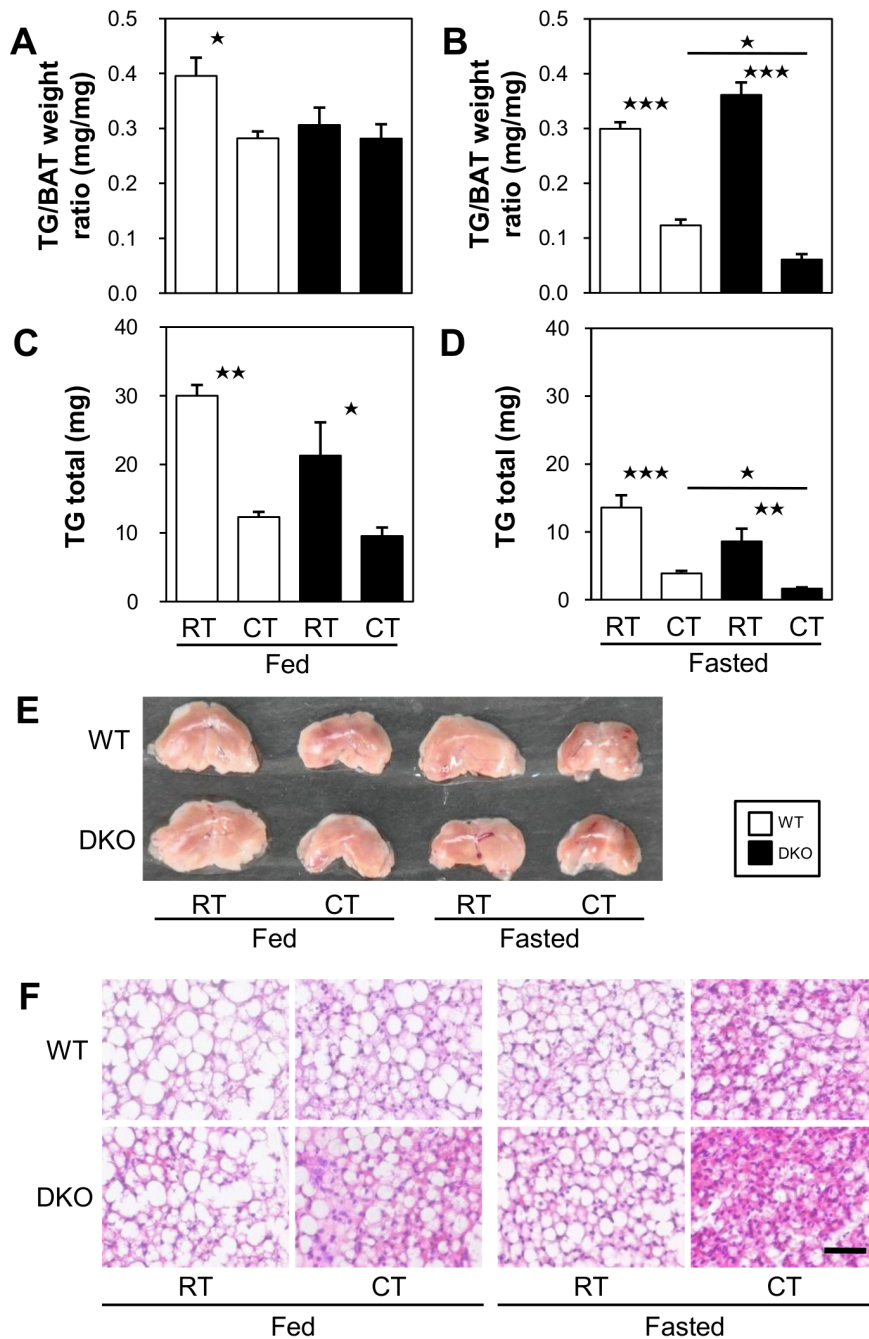 A
TG/BAT weight
ratio (mg/mg)
0.5
0.4
0.3
0.2
0.1
0.0
★
B
TG/BAT weight
ratio (mg/mg)
0.5
0.4
0.3
0.2
0.1
0.0
★
★★★
★★★
C
TG total (mg)
40
30
20
10
0
★★
★
RT CT RT CT
Fed
D
TG total (mg)
40
30
20
10
0
★★★
★
★★
RT CT RT CT
Fasted
E
WT
DKO
RT CT RT CT
Fed Fasted
WT
DKO
F
WT
DKO
RT CT RT CT
Fed Fasted